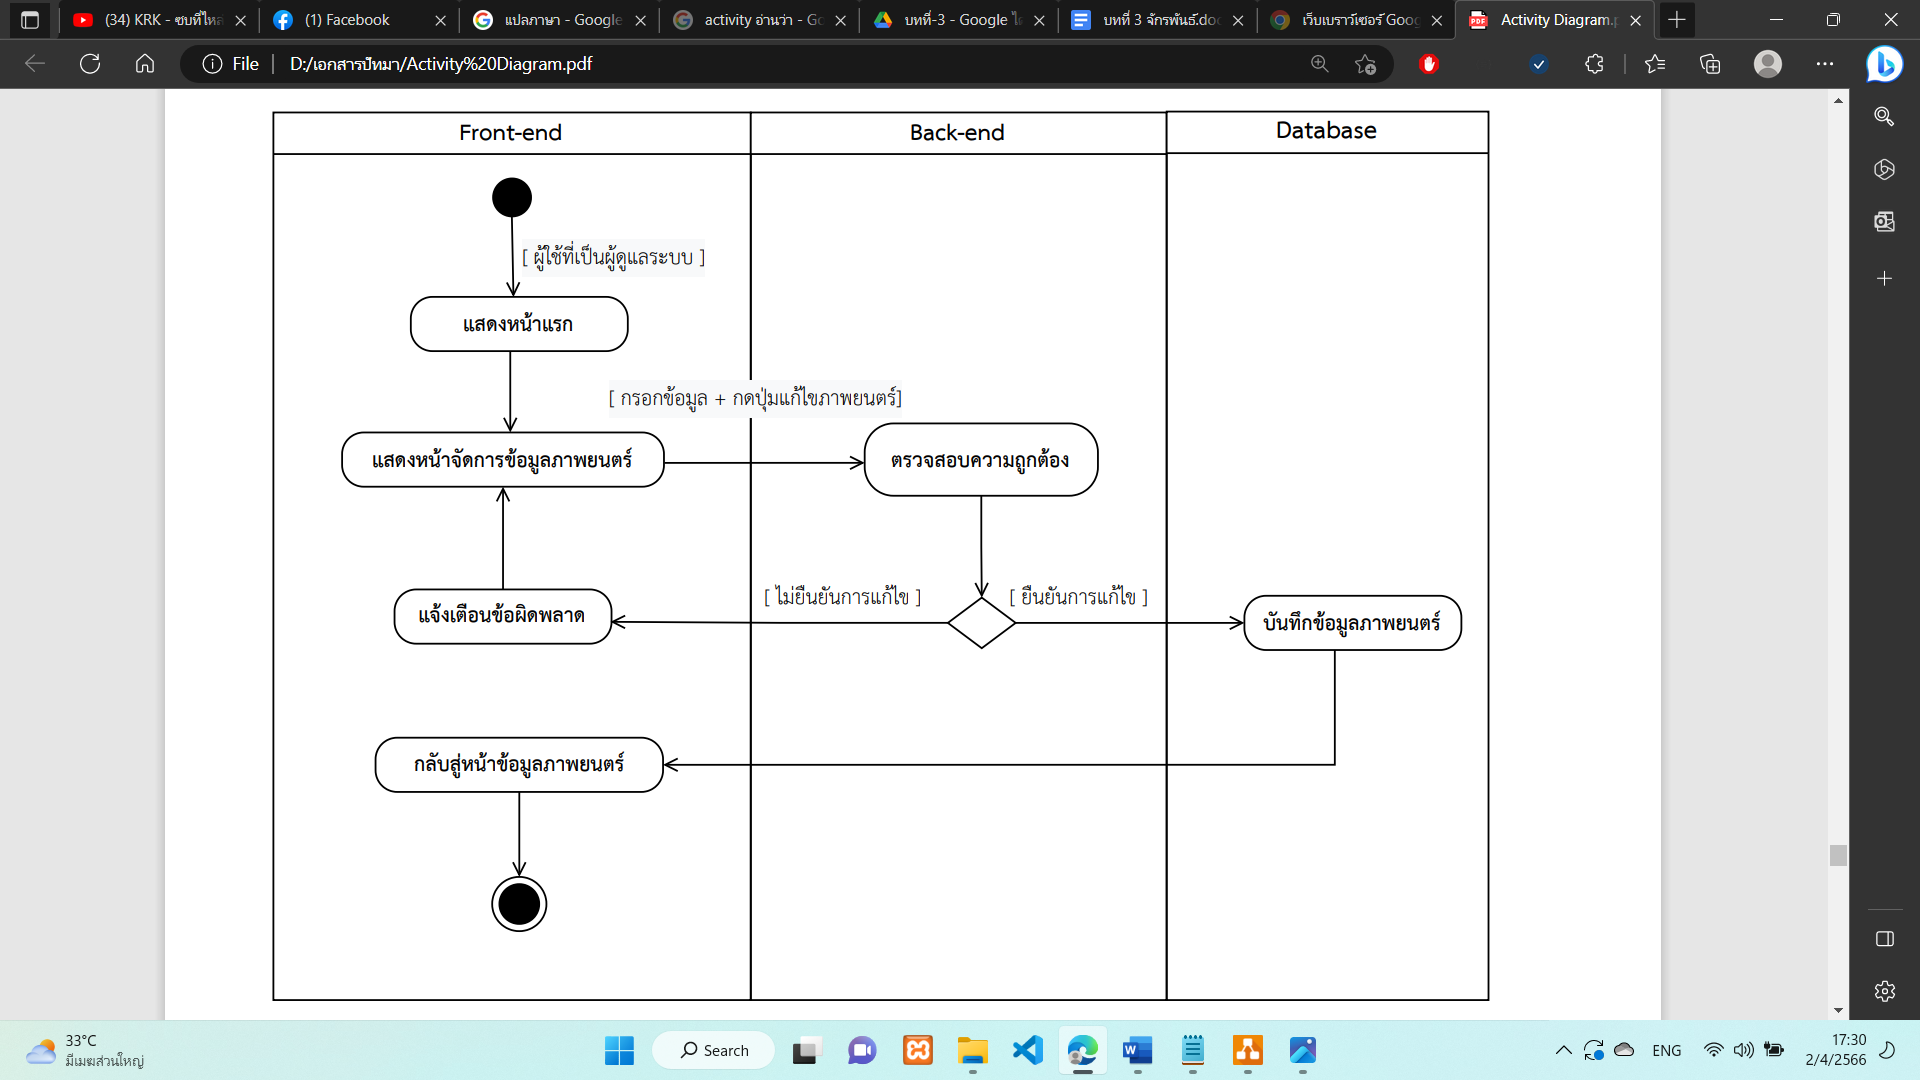 (34) KRK - ซบที่ไหล
(1) Facebook
แปลภาษา - Google
activity อ่านว่า - Go
บทที่-3 - Google ไ
บทที่ 3 จักรพันธ์.doc
เว็บเบราว์เซอร์ Goog
Activity Diagram.p
File
D:/เอกสารปัทมา/Activity%20Diagram.pdf
Front-end
Back-end
Database
[ ผู้ใช้ที่เป็นผู้ดูแลระบบ ]
แสดงหน้าแรก
[ กรอกข้อมูล + กดปุ่มแก้ไขภาพยนตร์]
แสดงหน้าจัดการข้อมูลภาพยนตร์
ตรวจสอบความถูกต้อง
[ ไม่ยืนยันการแก้ไข ]
[ ยืนยันการแก้ไข ]
แจ้งเตือนข้อผิดพลาด
บันทึกข้อมูลภาพยนตร์
กลับสู่หน้าข้อมูลภาพยนตร์
33°C
มีเมฆส่วนใหญ่
Search
ENG
17:30
2/4/2566